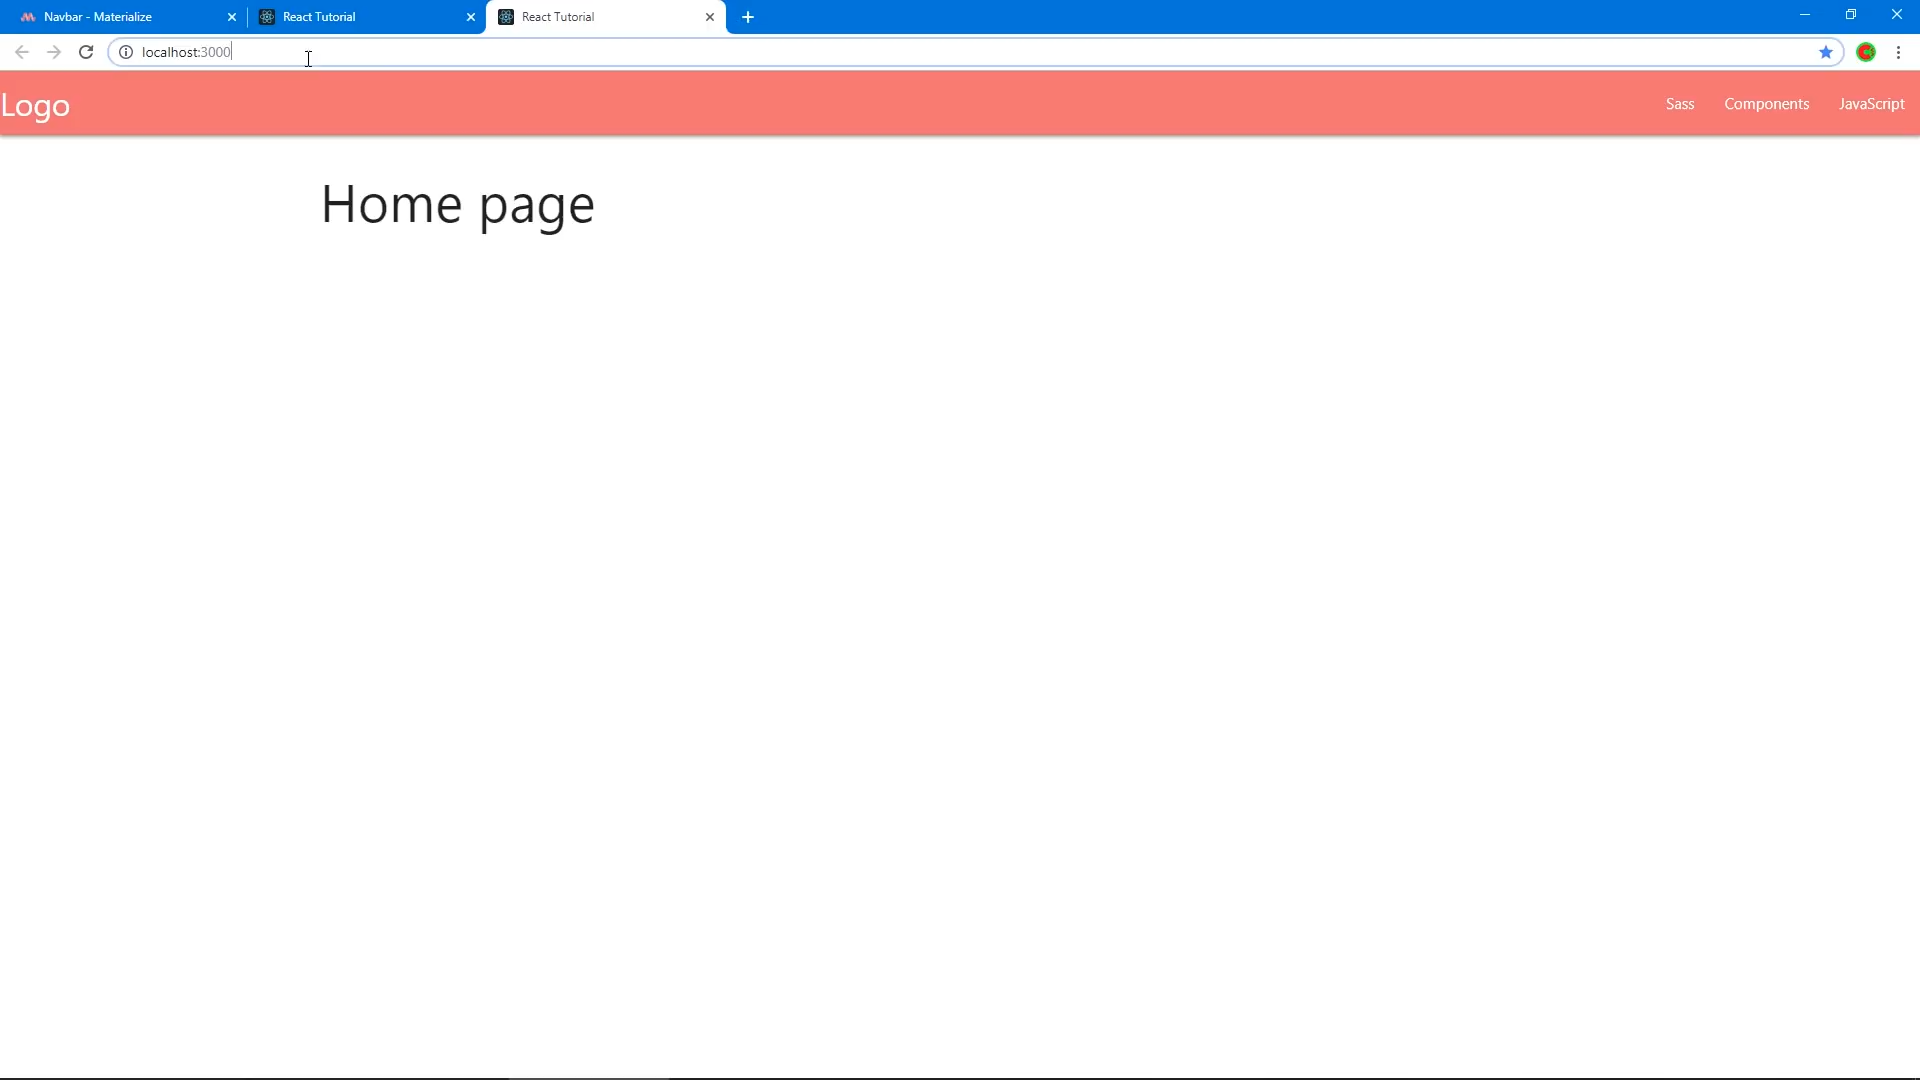 Navbar - Materialize
React Tutorial
React Tutorial
localhost:3000
Logo
Sass
Components
JavaScript
Home page